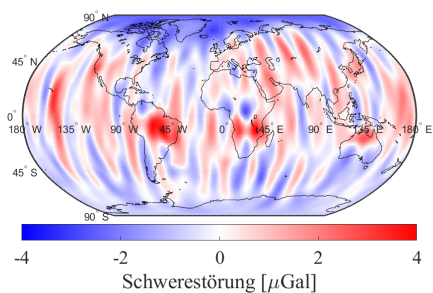 90° N
45° N
0°
180° W 135° W 90° W 45° W 0° 45° E 90° E 135° E 180° E
45° S
90° S
-4 -2 0 2 4
Schwerestörung [μGal]